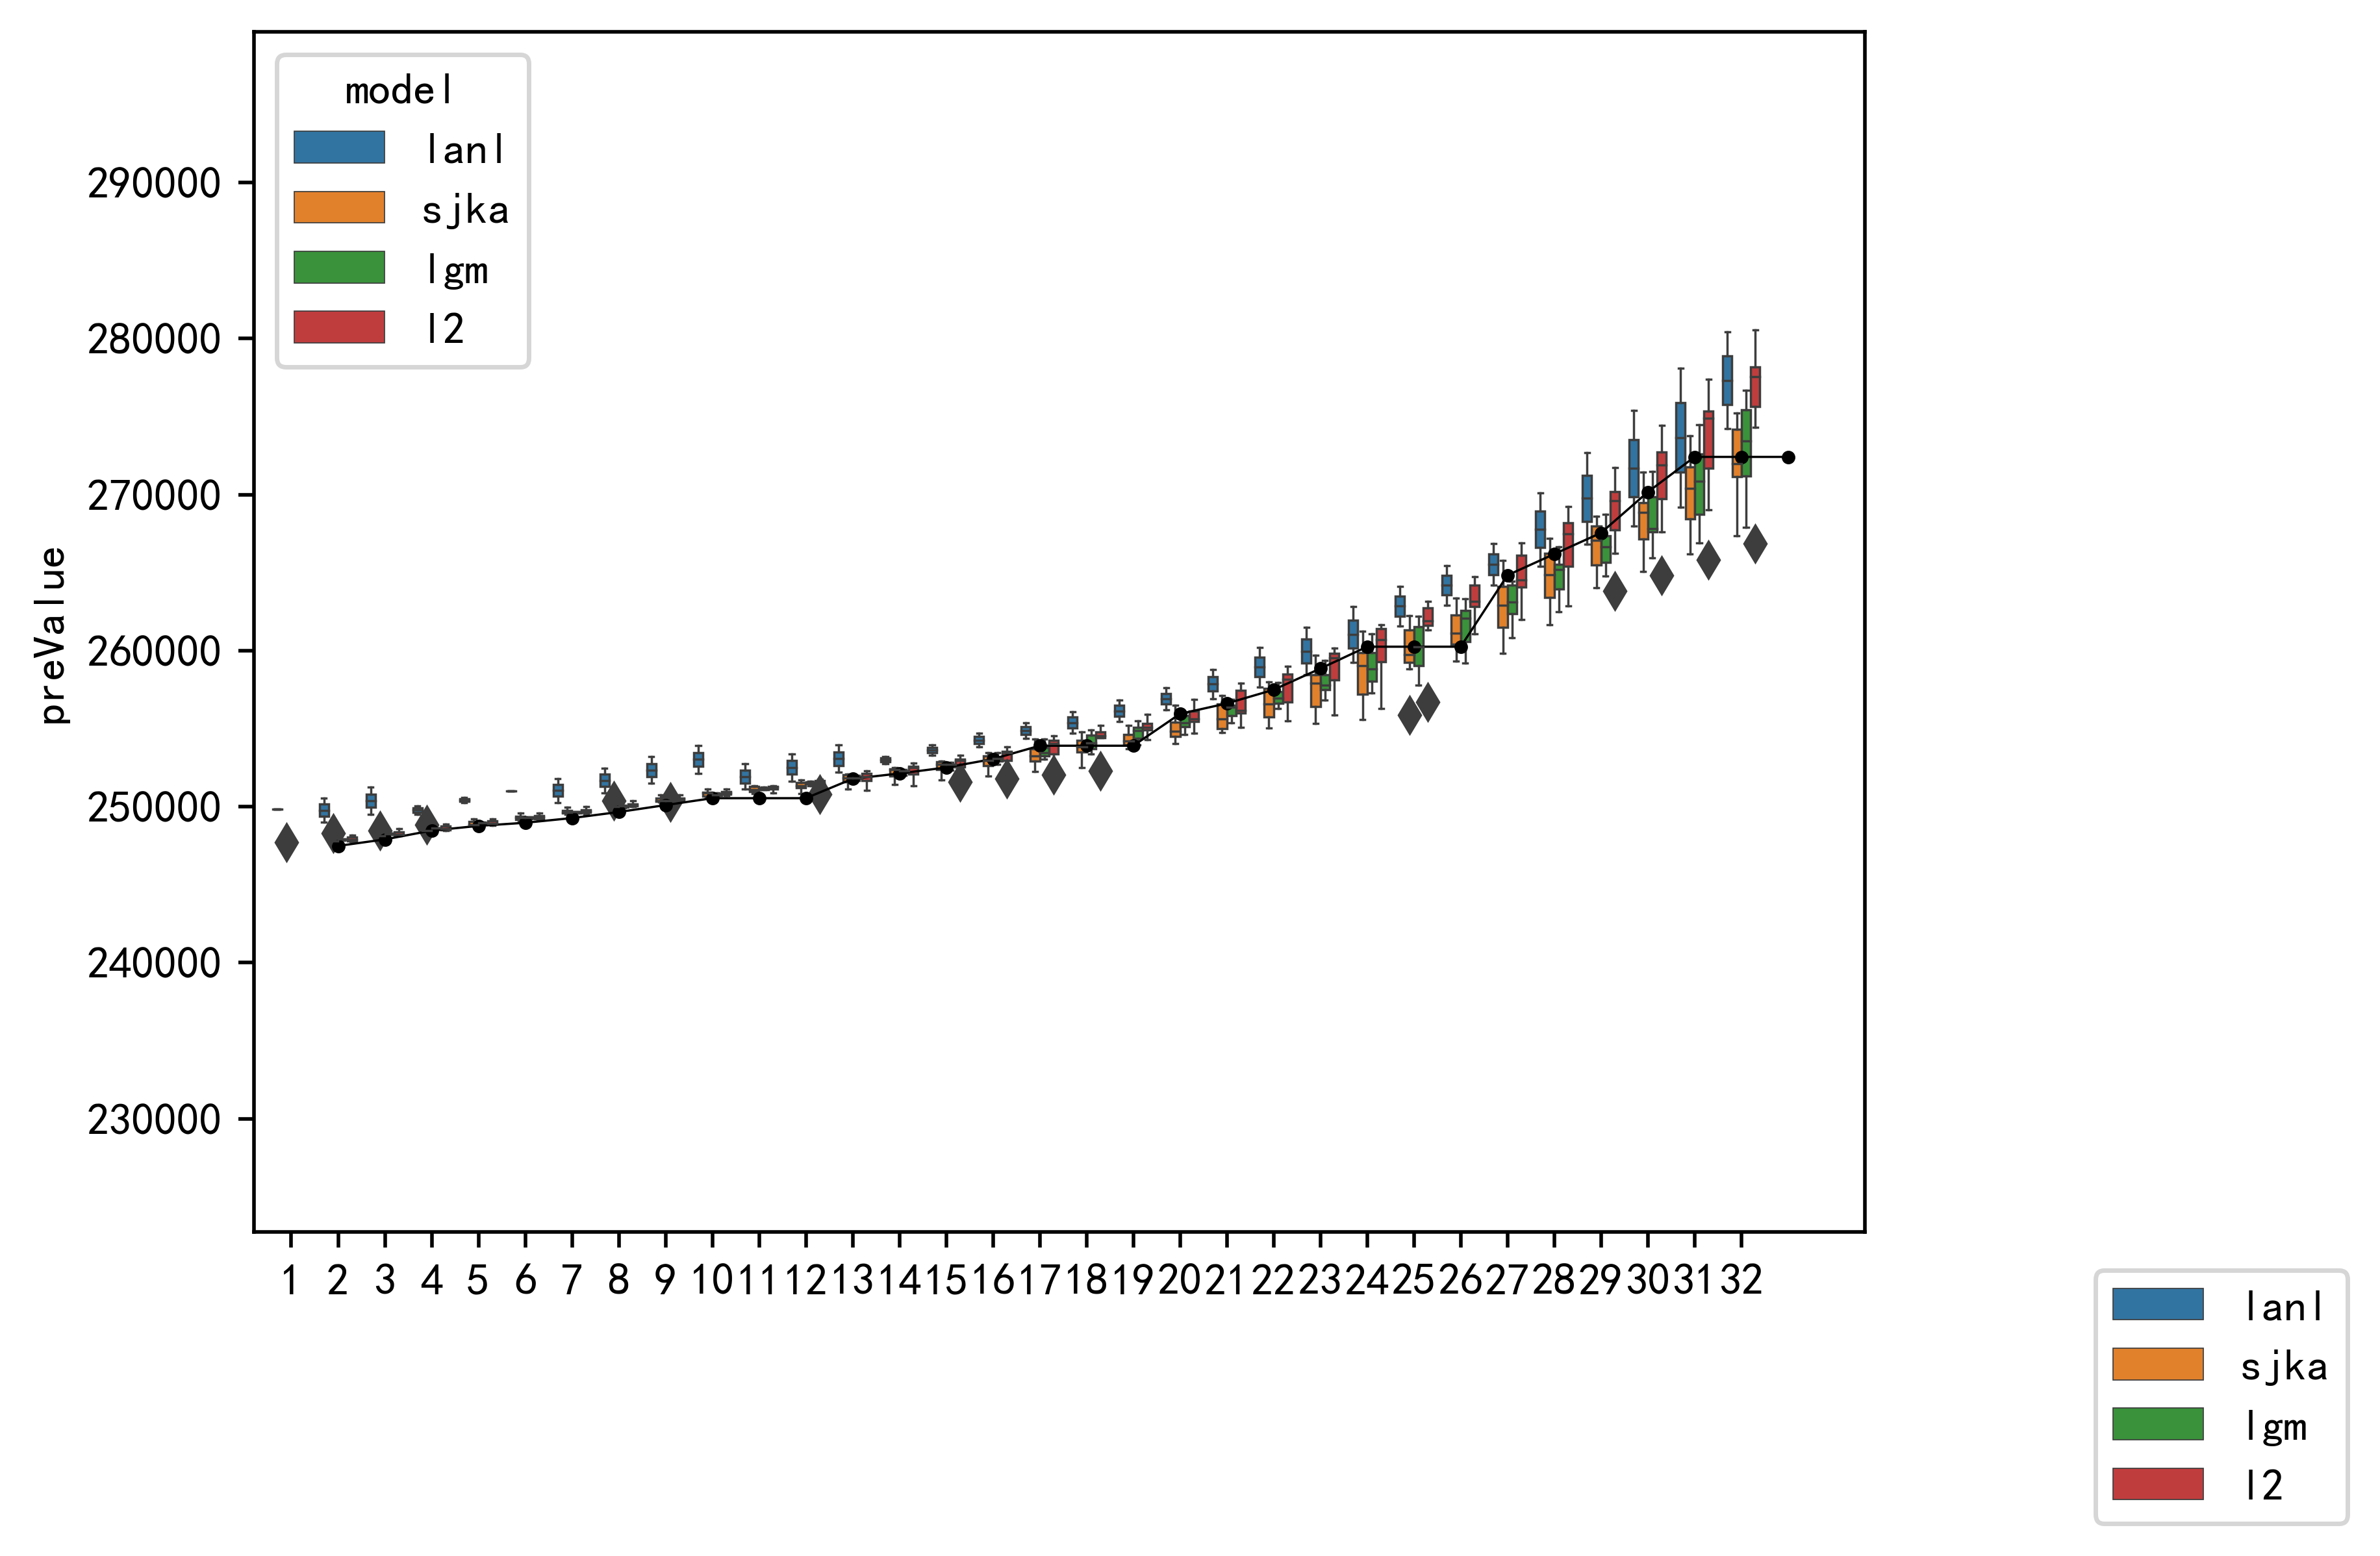 model
lanl
sjka
lgm
l2
290000
280000
270000
260000
250000
240000
230000
preValue
1 2 3 4 5 6 7 8 9 10 11 12 13 14 15 16 17 18 19 20 21 22 23 24 25 26 27 28 29 30 31 32
lanl
sjka
lgm
l2